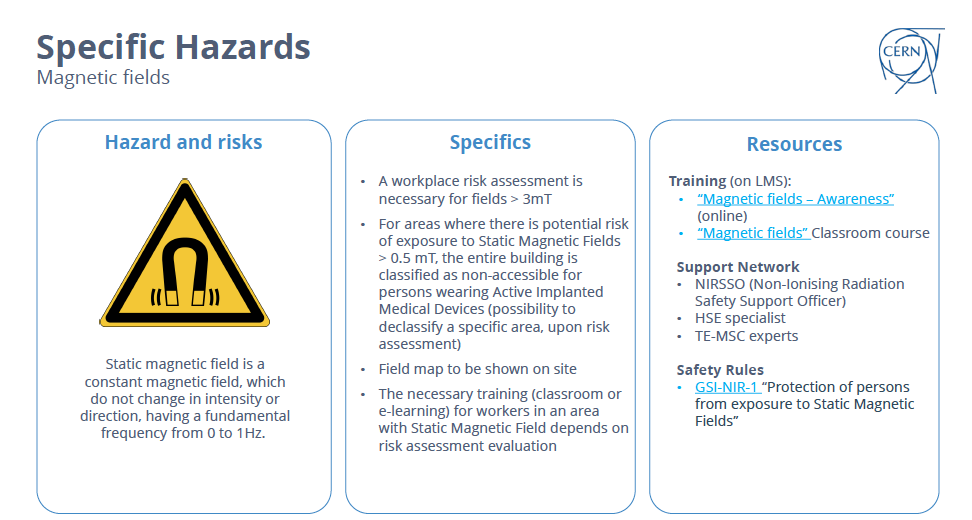 Specific Hazards
Magnetic fields
CERN
Hazard and risks
Static magnetic field is a
constant magnetic field, which
do not change in intensity or
direction, having a fundamental
frequency from 0 to 1Hz.
Specifics
• A workplace risk assessment is
necessary for fields > 3mT
• For areas where there is potential risk
of exposure to Static Magnetic Fields
> 0.5 mT, the entire building is
classified as non-accessible for
persons wearing Active Implanted
Medical Devices (possibility to
declassify a specific area, upon risk
assessment)
• Field map to be shown on site
• The necessary training (classroom or
e-learning) for workers in an area
with Static Magnetic Field depends on
risk assessment evaluation
Resources
Training (on LMS):
• “Magnetic fields – Awareness”
(online)
• “Magnetic fields” Classroom course
Support Network
• NIRSSO (Non-Ionising Radiation
Safety Support Officer)
• HSE specialist
• TE-MSC experts
Safety Rules
• GSI-NIR-1 “Protection of persons
from exposure to Static Magnetic
Fields”